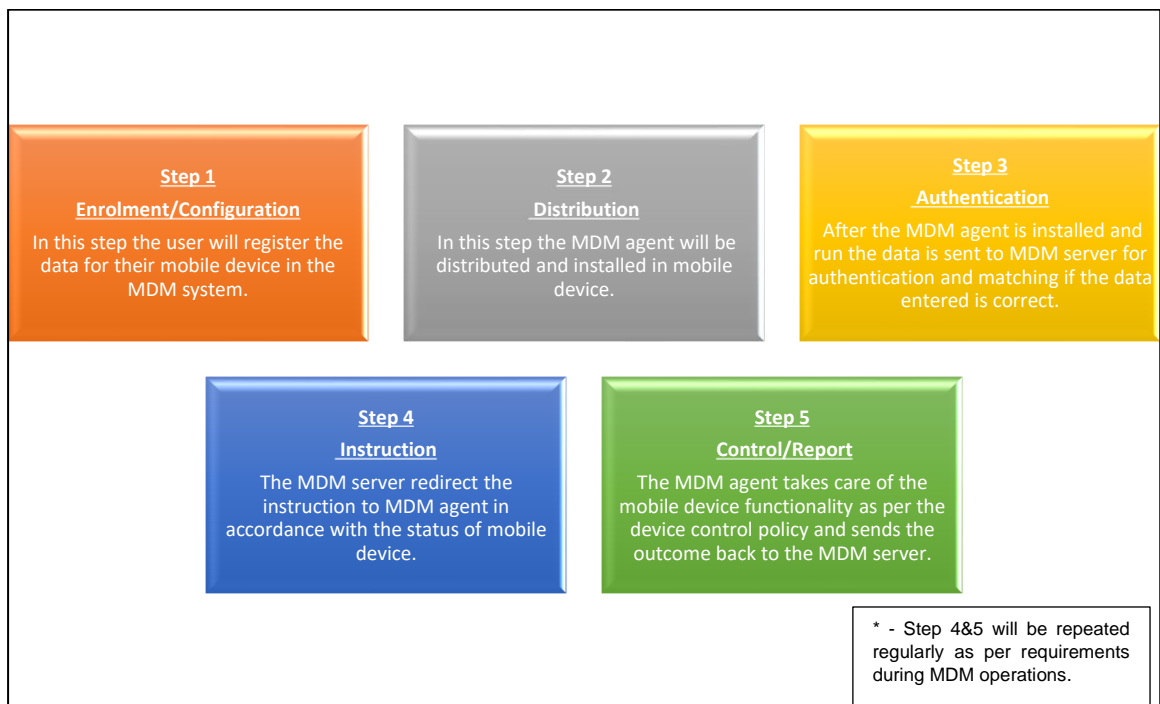 Step 1
Enrolment/Configuration
In this step the user will register the
data for their mobile device in the
MDM system.
Step 2
Distribution
In this step the MDM agent will be
distributed and installed in mobile
device.
Step 3
Authentication
After the MDM agent is installed and
run the data is sent to MDM server for
authentication and matching if the data
entered is correct.
Step 4
Instruction
The MDM server redirect the
instruction to MDM agent in
accordance with the status of mobile
device.
Step 5
Control/Report
The MDM agent takes care of the
mobile device functionality as per the
device control policy and sends the
outcome back to the MDM server.
* - Step 4&5 will be repeated
regularly as per requirements
during MDM operations.